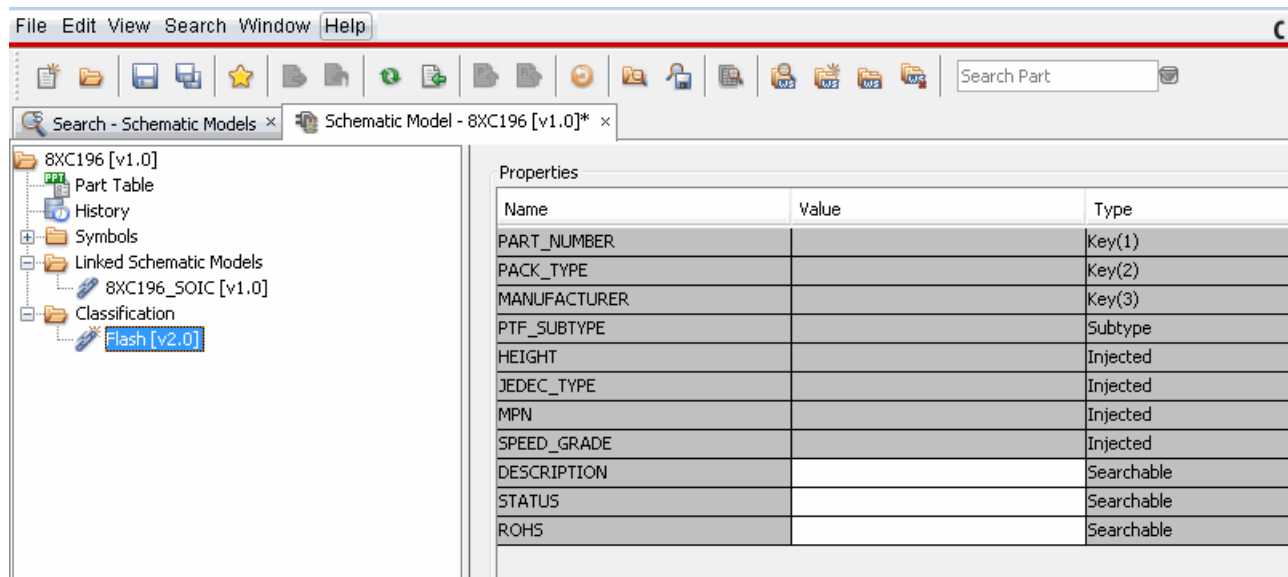 File Edit View Search Window Help
Search Part
Search - Schematic Models × Schematic Model - 8XC196 [v1.0]* ×
8XC196 [v1.0]
PPT
Part Table
History
Symbols
Linked Schematic Models
8XC196_SOIC [v1.0]
Classification
Flash [v2.0]
Properties
Name Value Type
PART_NUMBER Key(1)
PACK_TYPE Key(2)
MANUFACTURER Key(3)
PTF_SUBTYPE Subtype
HEIGHT Injected
JEDEC_TYPE Injected
MPN Injected
SPEED_GRADE Injected
DESCRIPTION Searchable
STATUS Searchable
ROHS Searchable